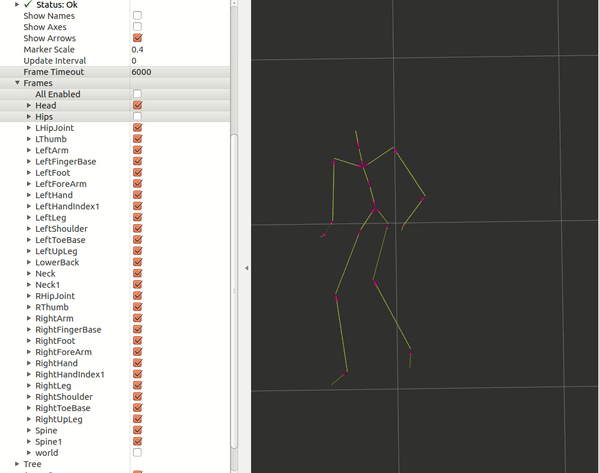 Status: Ok
Show Names
Show Axes
Show Arrows
Marker Scale 0.4
Update Interval 0
Frame Timeout 6000
Frames
All Enabled
Head
Hips
LHipJoint
LThumb
LeftArm
LeftFingerBase
LeftFoot
LeftForeArm
LeftHand
LeftHandIndex1
LeftLeg
LeftShoulder
LeftToeBase
LeftUpLeg
LowerBack
Neck
Neck1
RHipJoint
RThumb
RightArm
RightFingerBase
RightFoot
RightForeArm
RightHand
RightHandIndex1
RightLeg
RightShoulder
RightToeBase
RightUpLeg
Spine
Spine1
world
Tree